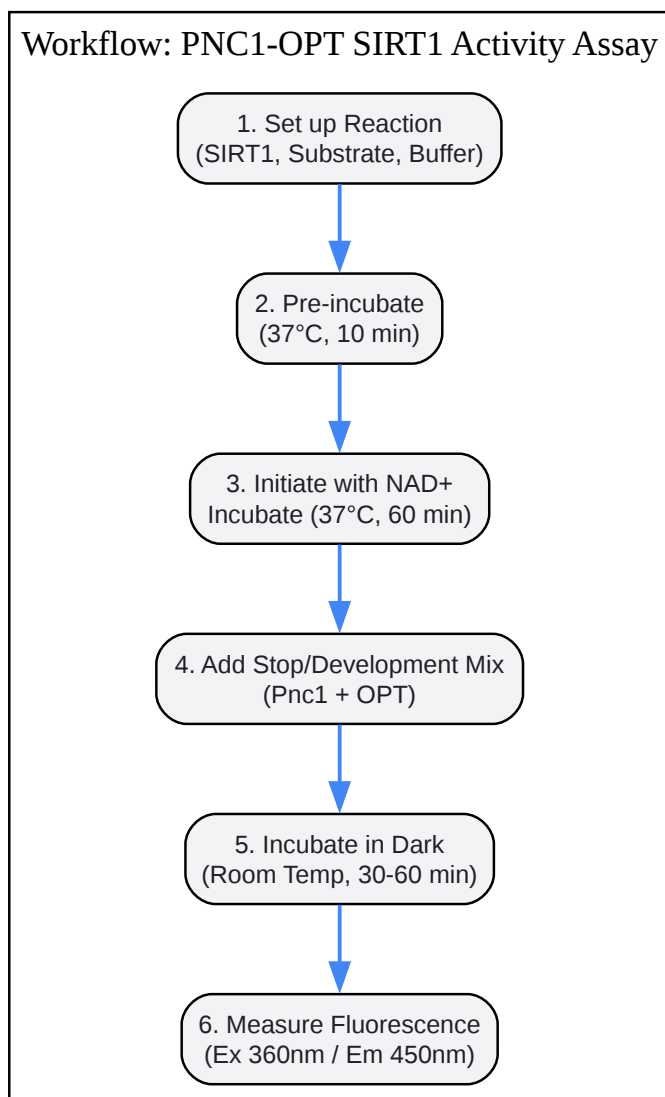 Workflow: PNC1-OPT SIRT1 Activity Assay
1. Set up Reaction
(SIRT1, Substrate, Buffer)
2. Pre-incubate
(37°C, 10 min)
3. Initiate with NAD+
Incubate (37°C, 60 min)
4. Add Stop/Development Mix
(Pnc1 + OPT)
5. Incubate in Dark
(Room Temp, 30-60 min)
6. Measure Fluorescence
(Ex 360nm / Em 450nm)